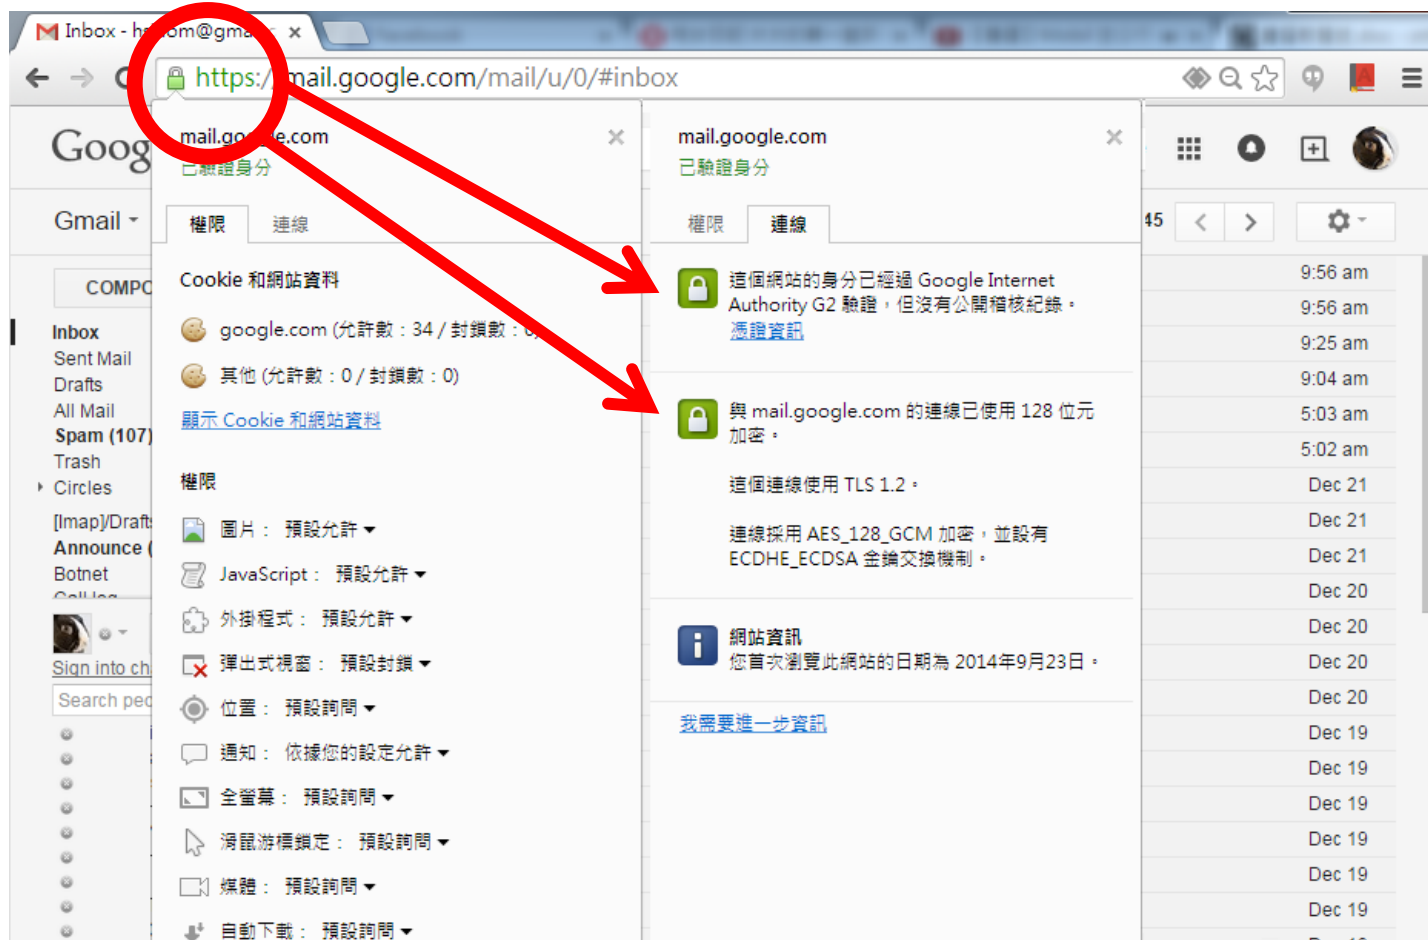 Inbox - hs om@gma
https://mail.google.com/mail/u/0/#inbox
Goog
Gmail
COMPO
Inbox
Sent Mail
Drafts
All Mail
Spam (107)
Trash
Circles
[Imap]/Drafts
Announce (
Botnet
Sign into ch
Search peo
mail.google.com
已驗證身分
權限 連線
Cookie 和網站資料
google.com (允許數：34 / 封鎖數：0)
其他 (允許數：0 / 封鎖數：0)
顯示 Cookie 和網站資料
權限
圖片： 預設允許
JavaScript： 預設允許
外掛程式： 預設允許
彈出式視窗： 預設封鎖
位置： 預設詢問
通知： 依據您的設定允許
全螢幕： 預設詢問
滑鼠游標鎖定： 預設詢問
媒體： 預設詢問
自動下載： 預設詢問
mail.google.com
已驗證身分
權限 連線
這個網站的身分已經過 Google Internet
Authority G2 驗證，但沒有公開稽核紀錄。
憑證資訊
與 mail.google.com 的連線已使用 128 位元
加密。
這個連線使用 TLS 1.2。
連線採用 AES_128_GCM 加密，並設有
ECDHE_ECDSA 金鑰交換機制。
網站資訊
您首次瀏覽此網站的日期為 2014年9月23日。
我需要進一步資訊
45
9:56 am
9:56 am
9:25 am
9:04 am
5:03 am
5:02 am
Dec 21
Dec 21
Dec 21
Dec 20
Dec 20
Dec 20
Dec 20
Dec 19
Dec 19
Dec 19
Dec 19
Dec 19
Dec 19